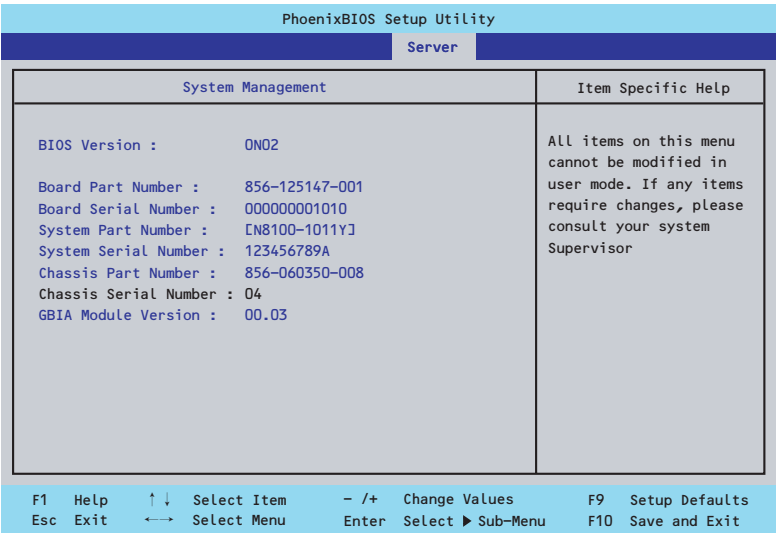 PhoenixBIOS Setup Utility
Server
System Management
Item Specific Help
BIOS Version : 0N02
Board Part Number : 856-125147-001
Board Serial Number : 000000001010
System Part Number : [N8100-1011Y]
System Serial Number : 123456789A
Chassis Part Number : 856-060350-008
Chassis Serial Number : 04
GBIA Module Version : 00.03
All items on this menu
cannot be modified in
user mode. If any items
require changes, please
consult your system
Supervisor
F1 Help ↑↓ Select Item - /+ Change Values F9 Setup Defaults
Esc Exit ←→ Select Menu Enter Select ▶ Sub-Menu F10 Save and Exit